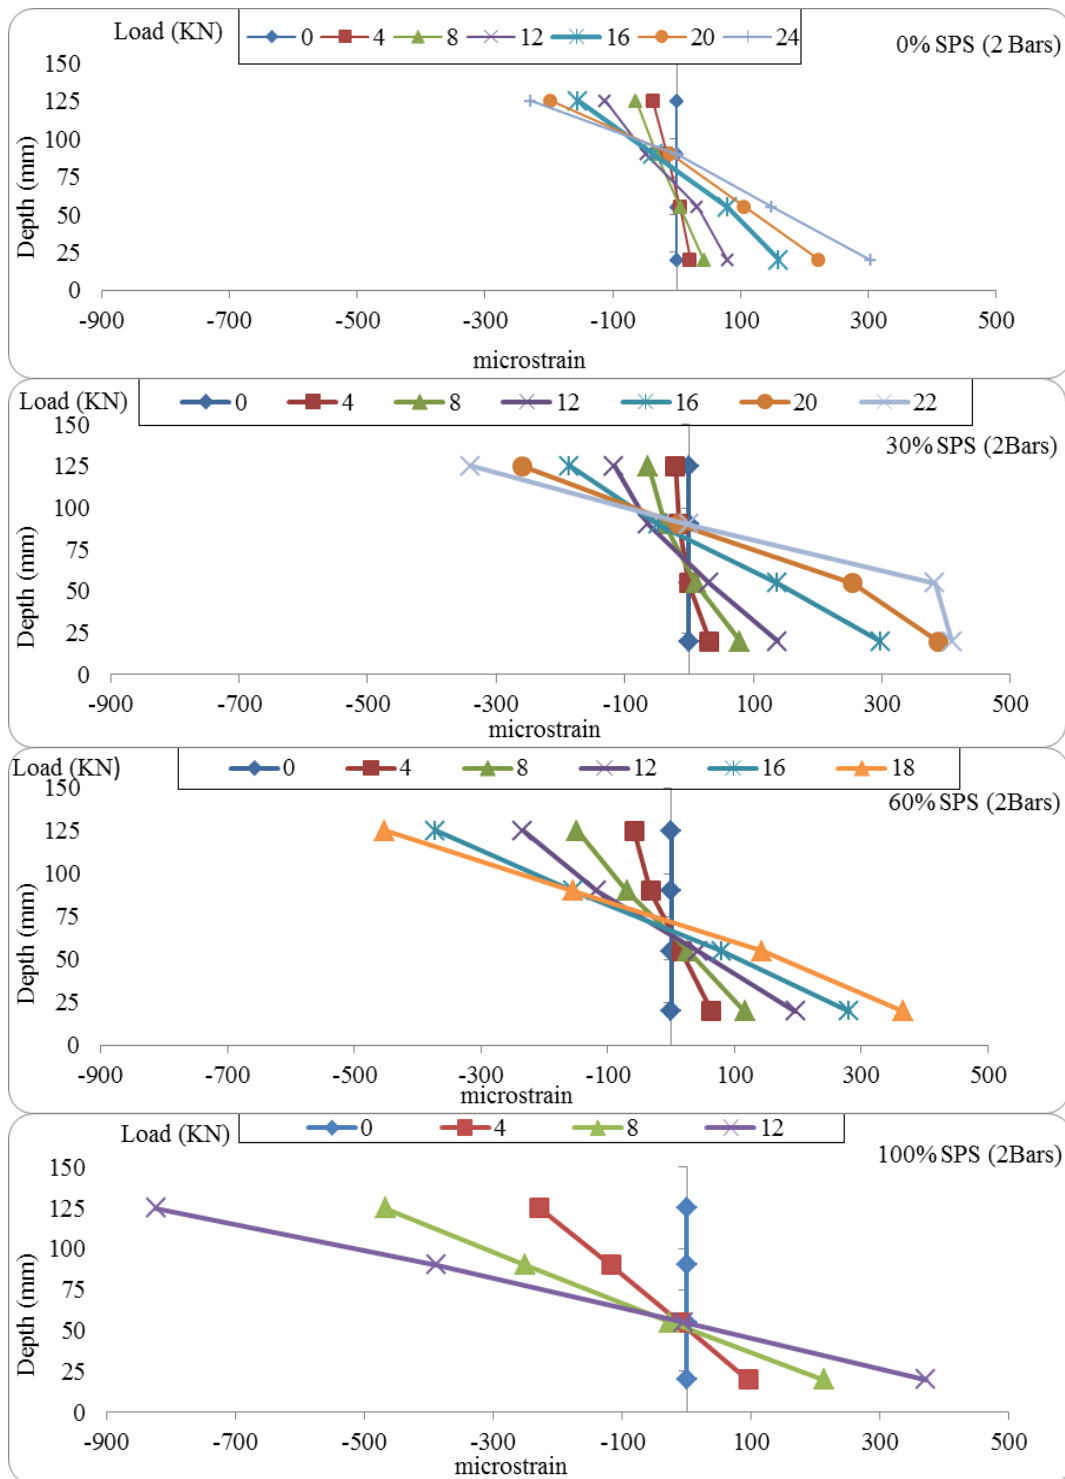 Load (KN) 0 4 8 12 16 20 24
0% SPS (2 Bars)
150
125
100
75
50
25
0
Depth (mm)
-900 -700 -500 -300 -100 100 300 500
microstrain
Load (KN) 0 4 8 12 16 20 22
30% SPS (2Bars)
150
125
100
75
50
25
0
Depth (mm)
-900 -700 -500 -300 -100 100 300 500
microstrain
Load (KN) 0 4 8 12 16 18
60% SPS (2Bars)
150
125
100
75
50
25
0
Depth (mm)
-900 -700 -500 -300 -100 100 300 500
microstrain
Load (KN) 0 4 8 12
100% SPS (2Bars)
150
125
100
75
50
25
0
Depth (mm)
-900 -700 -500 -300 -100 100 300 500
microstrain